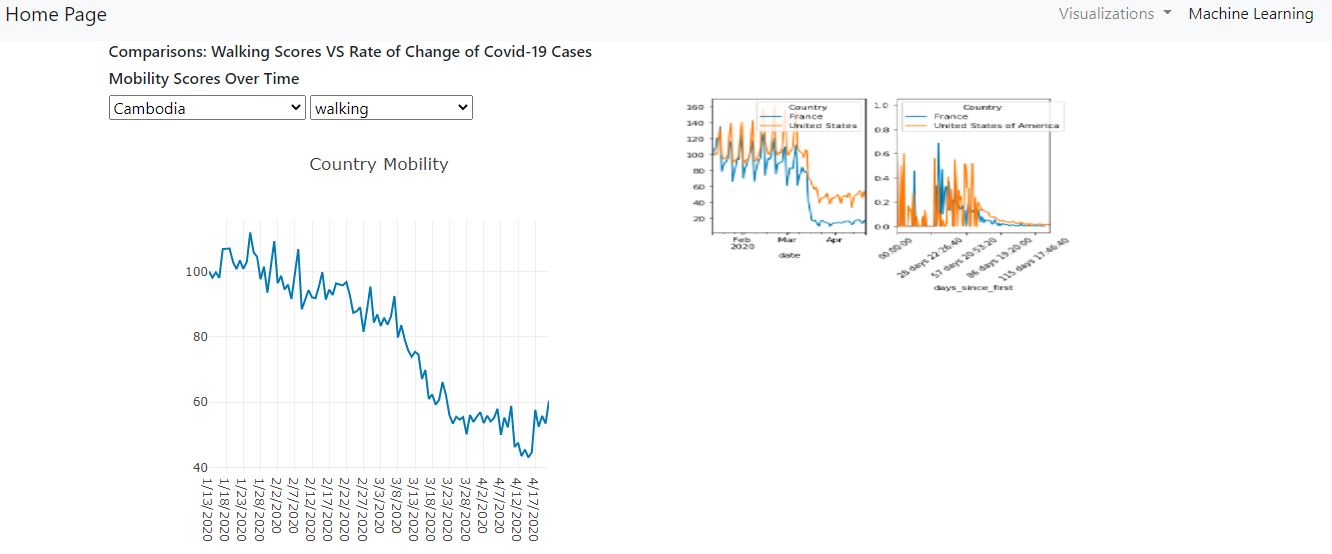 Home Page
Visualizations Machine Learning
Comparisons: Walking Scores VS Rate of Change of Covid-19 Cases
Mobility Scores Over Time
Cambodia walking
Country Mobility
100
80
60
40
1/13/2020
1/18/2020
1/23/2020
1/28/2020
2/2/2020
2/7/2020
2/12/2020
2/17/2020
2/22/2020
2/27/2020
3/3/2020
3/8/2020
3/13/2020
3/18/2020
3/23/2020
3/28/2020
4/2/2020
4/7/2020
4/12/2020
4/17/2020
160
140
120
100
80
60
40
20
Country
France
United States
Feb
2020
Mar
Apr
date
1.0
0.8
0.6
0.4
0.2
0.0
Country
France
United States of America
00:00:00
28 days 22:26:40
57 days 20:53:20
86 days 19:20:00
115 days 17:46:40
days_since_first